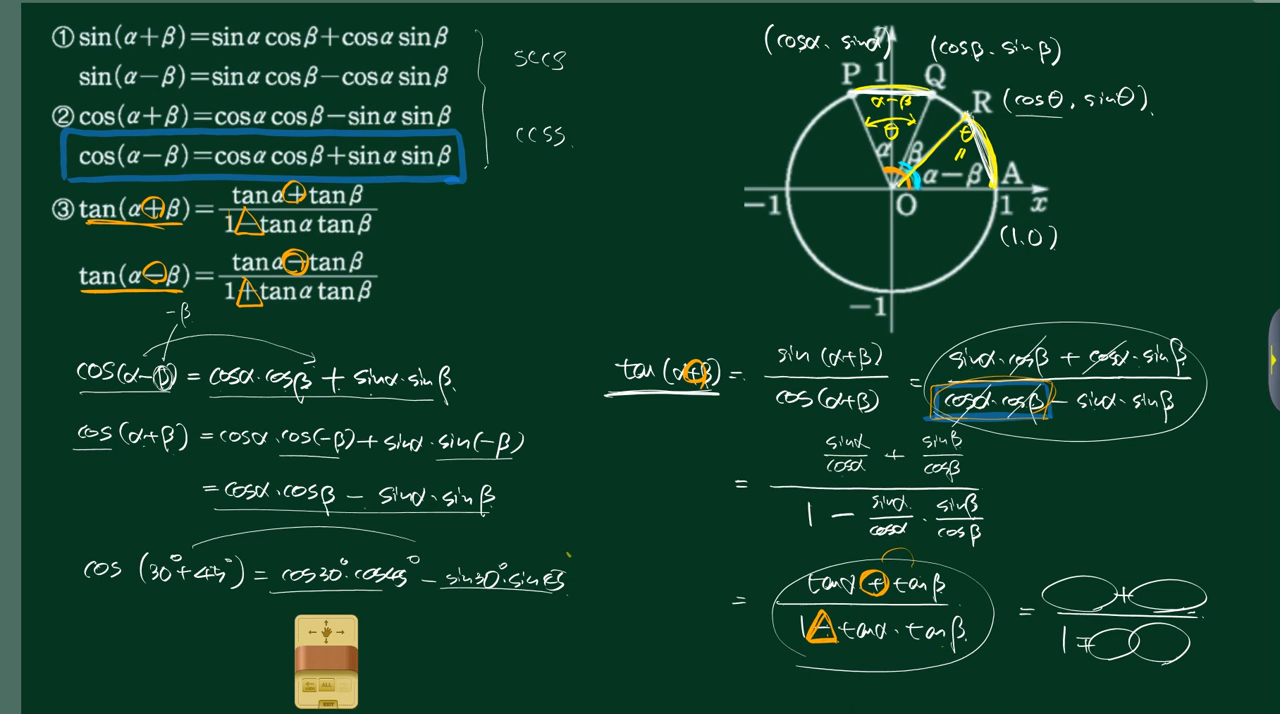 ① sin(α+β)=sinα cosβ+cosα sinβ
sin(α−β)=sinα cosβ−cosα sinβ
sccs
② cos(α+β)=cosα cosβ−sinα sinβ
cos(α−β)=cosα cosβ+sinα sinβ
ccss
③ tan(α+β)= (tanα+tanβ)/(1−tanα tanβ)
tan(α−β)= (tanα−tanβ)/(1+tanα tanβ)
-β
cos(α-β) = cosα·cosβ + sinα·sinβ
cos(α+β) = cosα·cos(-β) + sinα·sin(-β)
= cosα·cosβ − sinα·sinβ
cos(30°+45°) = cos30°·cos45° − sin30°·sin45
(cosα, sinα)
(cosβ, sinβ)
P 1 Q
R (cosθ, sinθ)
α-β
θ
θ
"
α β
α−β A
−1 O 1 x
(1.0)
−1
tan(α+β) = sin(α+β)/cos(α+β) = (sinα·cosβ + cosα·sinβ)/(cosα·cosβ − sinα·sinβ)
= (sinα/cosα + sinβ/cosβ)/(1 − sinα/cosα · sinβ/cosβ)
= (tanα + tanβ)/(1 − tanα·tanβ) = + / 1∓
ALL
EXIT